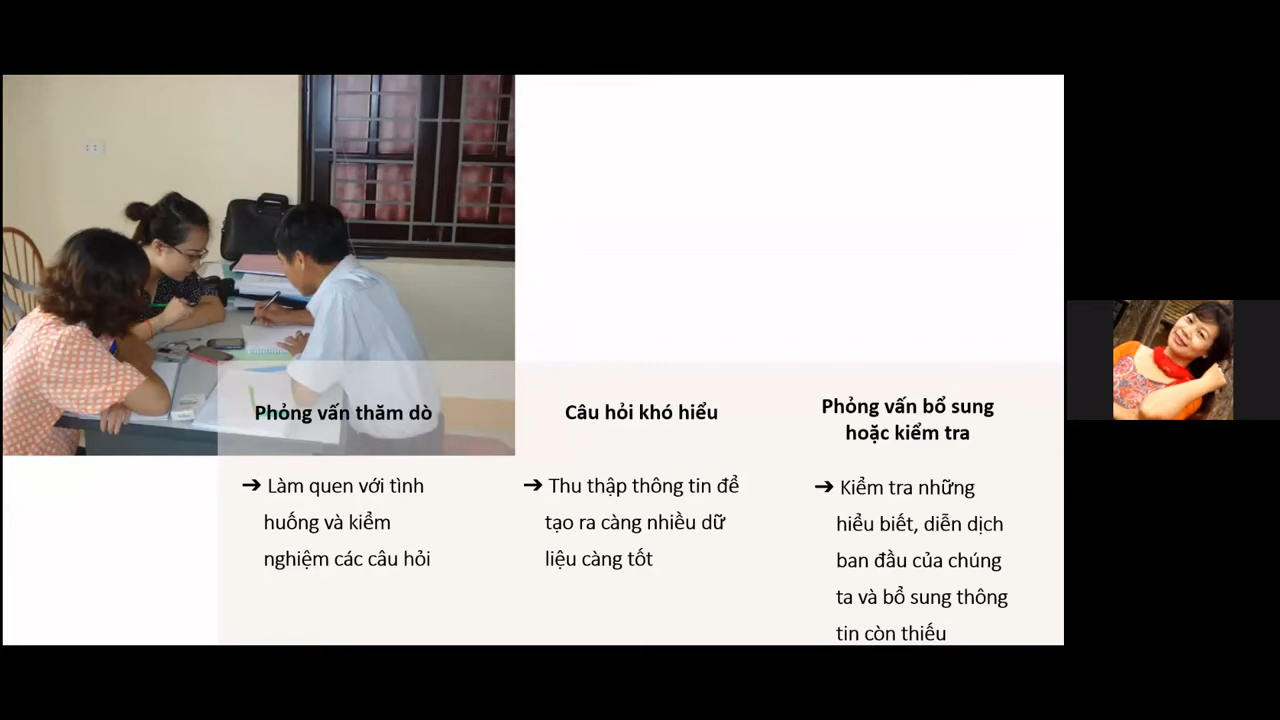 Phỏng vấn thăm dò
➔ Làm quen với tình
huống và kiểm
nghiệm các câu hỏi
Câu hỏi khó hiểu
➔ Thu thập thông tin để
tạo ra càng nhiều dữ
liệu càng tốt
Phỏng vấn bổ sung
hoặc kiểm tra
➔ Kiểm tra những
hiểu biết, diễn dịch
ban đầu của chúng
ta và bổ sung thông
tin còn thiếu